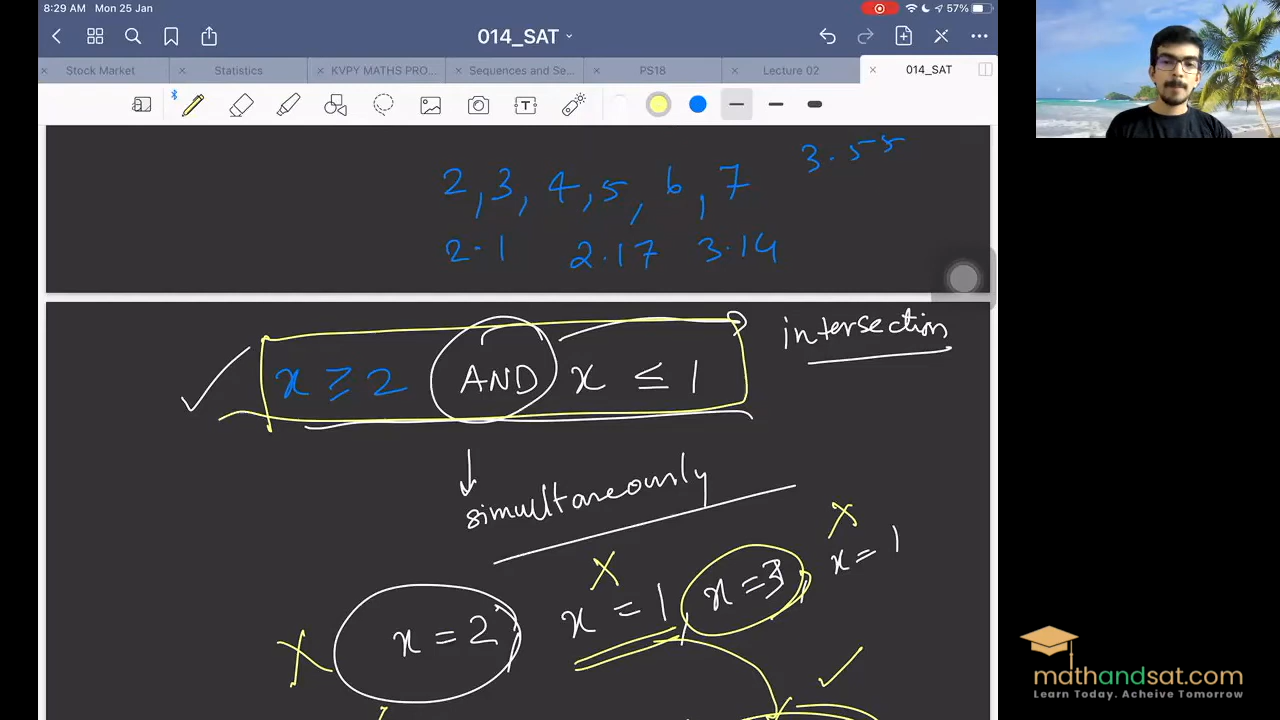 8:29 AM Mon 25 Jan
57%
014_SAT
Stock Market
Statistics
KVPY MATHS PRO...
Sequences and Se...
PS18
Lecture 02
014_SAT
3.55
2, 3, 4, 5, 6, 7
2.1 2.17 3.14
intersection
x ≥ 2 AND x ≤ 1
simultaneously
x = 1
x = 2 x = 1 x = 3
mathandsat.com
Learn Today. Acheive Tomorrow